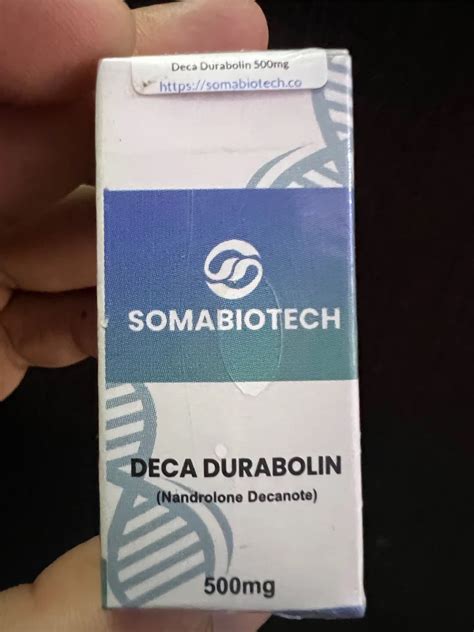 Deca Durabolin 500mg
https://somabiotech.co
SOMABIOTECH
DECA DURABOLIN
(Nandrolone Decanote)
500mg